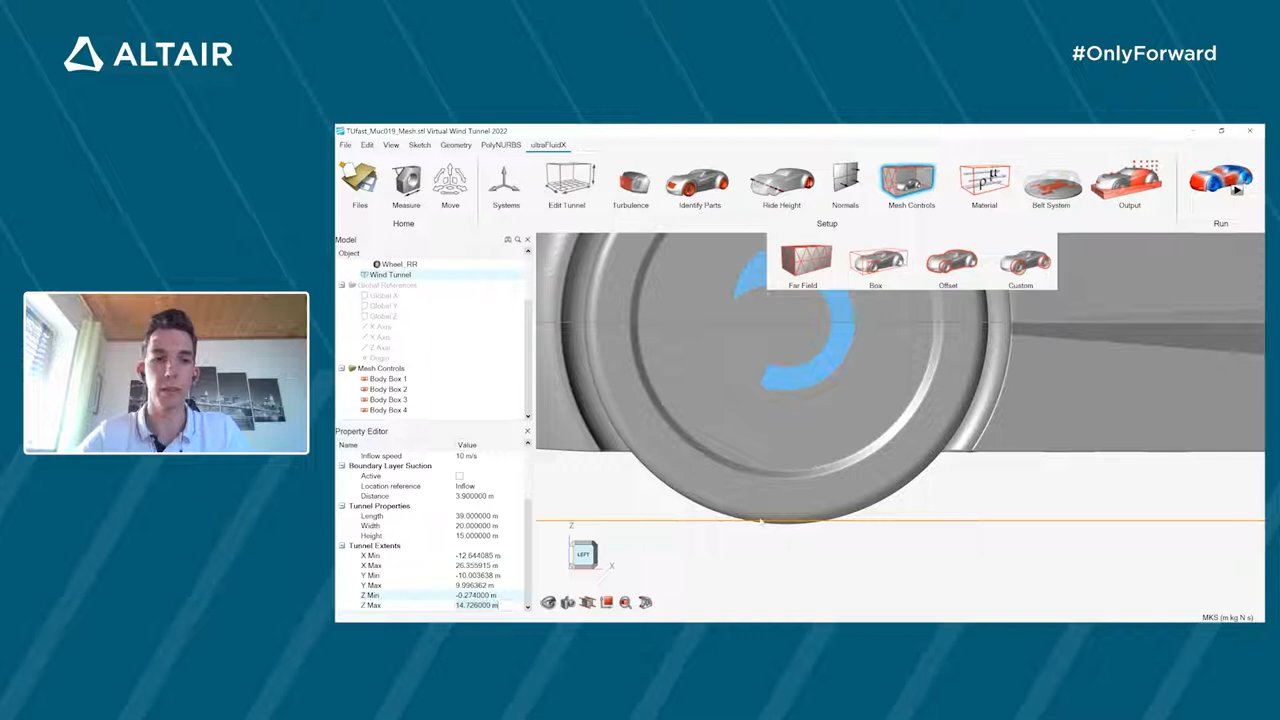 ALTAIR
#OnlyForward
TUfast_Muc019_Mesh.stl Virtual Wind Tunnel 2022
File Edit View Sketch Geometry PolyNURBS ultraFluidX
Files Measure Move Systems Edit Tunnel Turbulence Identify Parts Ride Height Normals Mesh Controls Material Belt System Output
Home Setup Run
Model
Object
Wheel_RR
Wind Tunnel
Global References
Global X
Global Y
Global Z
X Axis
Y Axis
Z Axis
Origin
Mesh Controls
Body Box 1
Body Box 2
Body Box 3
Body Box 4
Far Field Box Offset Custom
Property Editor
Name Value
Inflow speed 10 m/s
Boundary Layer Suction
Active
Location reference Inflow
Distance 3.900000 m
Tunnel Properties
Length 39.000000 m
Width 20.000000 m
Height 15.000000 m
Tunnel Extents
X Min -12.644085 m
X Max 26.355915 m
Y Min -10.003638 m
Y Max 9.996362 m
Z Min -0.274000 m
Z Max 14.726000 m
Z
LEFT
X
MKS (m kg N s)